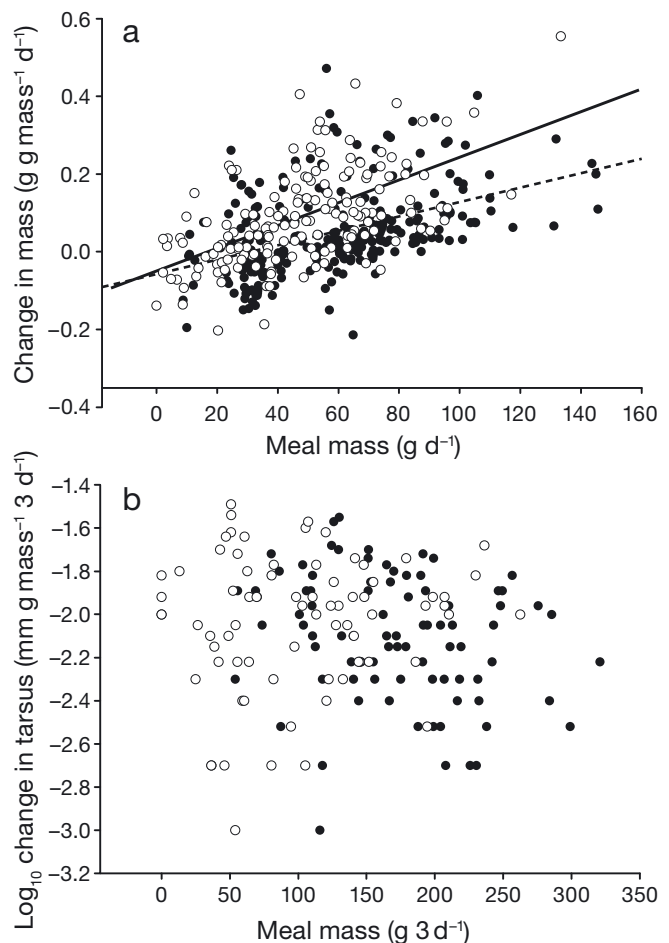 a
Change in mass (g g mass⁻¹ d⁻¹)
0.6
0.4
0.2
0.0
−0.2
−0.4
0 20 40 60 80 100 120 140 160
Meal mass (g d⁻¹)
b
Log₁₀ change in tarsus (mm g mass⁻¹ 3 d⁻¹)
−1.4
−1.6
−1.8
−2.0
−2.2
−2.4
−2.6
−2.8
−3.0
−3.2
0 50 100 150 200 250 300 350
Meal mass (g 3 d⁻¹)